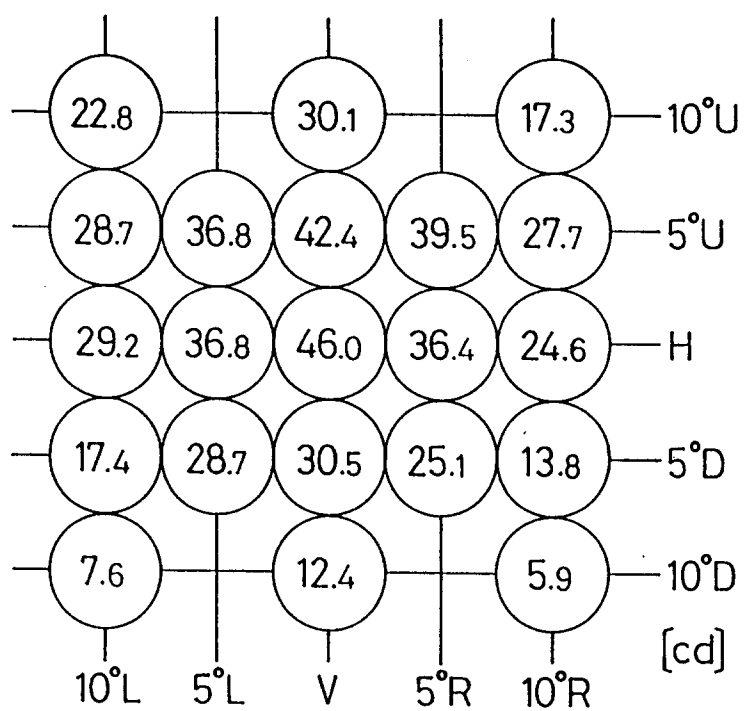 22.8 30.1 17.3 10°U
28.7 36.8 42.4 39.5 27.7 5°U
29.2 36.8 46.0 36.4 24.6 H
17.4 28.7 30.5 25.1 13.8 5°D
7.6 12.4 5.9 10°D
[cd]
10°L 5°L V 5°R 10°R